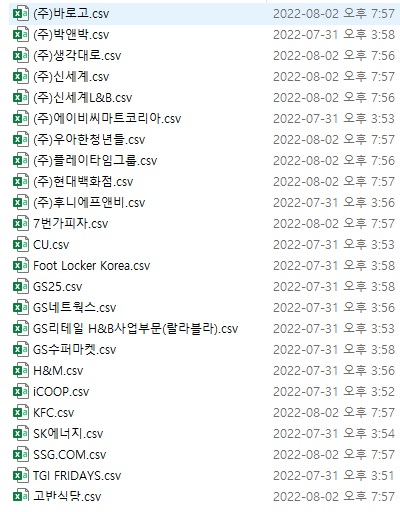 (주)바로고.csv 2022-08-02 오후 7:57
(주)박앤박.csv 2022-07-31 오후 3:58
(주)생각대로.csv 2022-08-02 오후 7:56
(주)신세계.csv 2022-08-02 오후 7:57
(주)신세계L&B.csv 2022-08-02 오후 7:56
(주)에이비씨마트코리아.csv 2022-07-31 오후 3:53
(주)우아한청년들.csv 2022-08-02 오후 7:57
(주)플레이타임그룹.csv 2022-08-02 오후 7:56
(주)현대백화점.csv 2022-08-02 오후 7:57
(주)후니에프앤비.csv 2022-07-31 오후 3:56
7번가피자.csv 2022-08-02 오후 7:57
CU.csv 2022-07-31 오후 3:53
Foot Locker Korea.csv 2022-07-31 오후 3:58
GS25.csv 2022-07-31 오후 3:58
GS네트웍스.csv 2022-07-31 오후 3:56
GS리테일 H&B사업부문(랄라블라).csv 2022-07-31 오후 3:53
GS수퍼마켓.csv 2022-07-31 오후 3:58
H&M.csv 2022-07-31 오후 3:56
iCOOP.csv 2022-07-31 오후 3:52
KFC.csv 2022-08-02 오후 7:57
SK에너지.csv 2022-07-31 오후 3:54
SSG.COM.csv 2022-08-02 오후 7:57
TGI FRIDAYS.csv 2022-07-31 오후 3:51
고반식당.csv 2022-08-02 오후 7:57